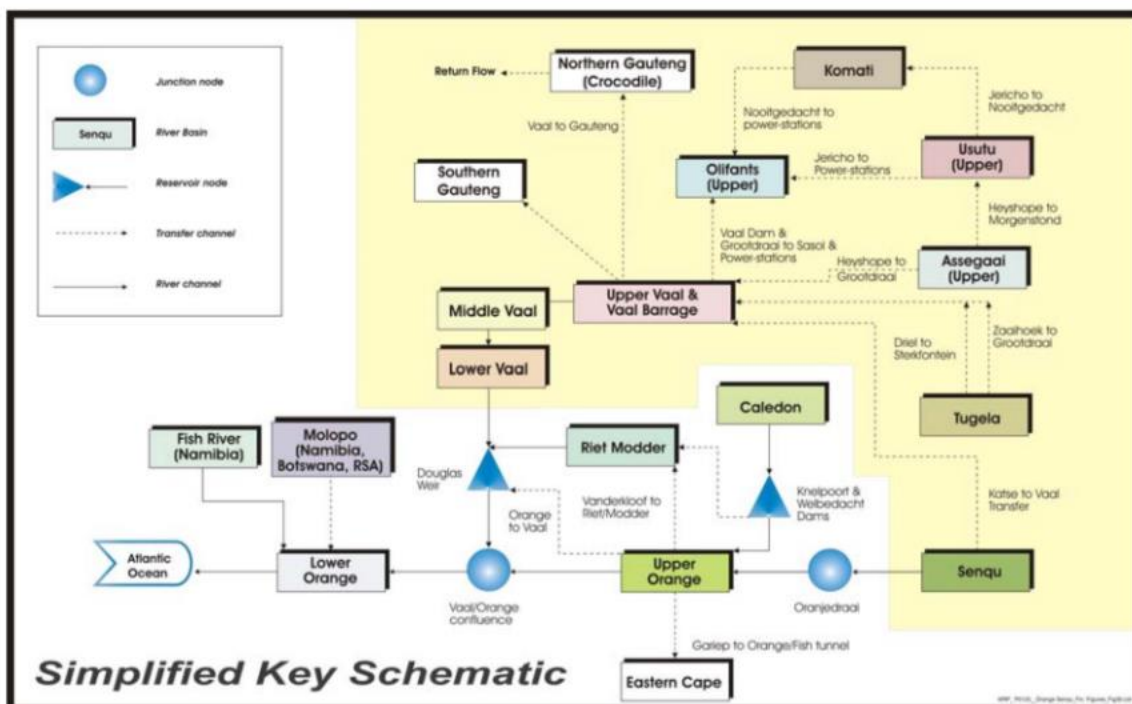 Junction node
Senqu
River Basin
Reservoir node
Transfer channel
River channel
Return Flow
Northern Gauteng
(Crocodile)
Komati
Vaal to Gauteng
Nooitgedacht to
power-stations
Jericho to
Nooitgedacht
Southern
Gauteng
Olifants
(Upper)
Jericho to
Power-stations
Usutu
(Upper)
Heyshope to
Morgenstond
Vaal Dam &
Grootdraai to Sasol &
Power-stations
Heyshope to
Grootdraai
Assegaai
(Upper)
Middle Vaal
Upper Vaal &
Vaal Barrage
Driel to
Sterkfontein
Zaaihoek to
Grootdraai
Lower Vaal
Caledon
Tugela
Fish River
(Namibia)
Molopo
(Namibia,
Botswana, RSA)
Douglas
Weir
Riet Modder
Orange
to Vaal
Vanderkloof to
Riet/Modder
Knelpoort &
Welbedacht
Dams
Katse to Vaal
Transfer
Atlantic
Ocean
Lower
Orange
Vaal/Orange
confluence
Upper
Orange
Oranjedraai
Senqu
Gariep to Orange/Fish tunnel
Eastern Cape
Simplified Key Schematic